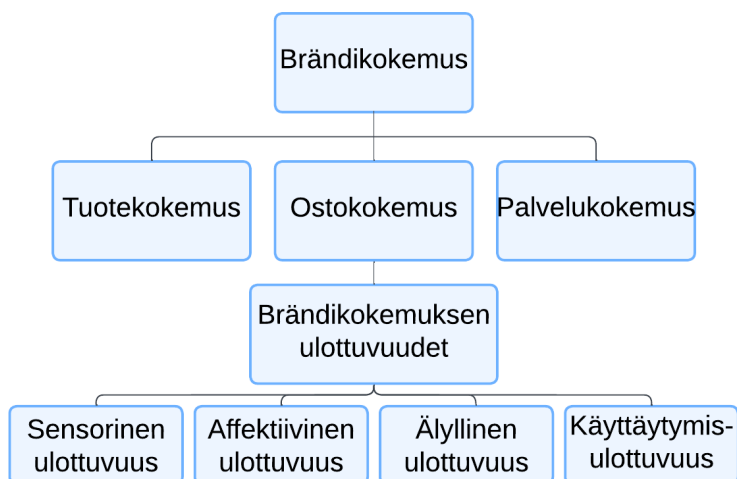 Brändikokemus
Tuotekokemus
Ostokokemus
Palvelukokemus
Brändikokemuksen
ulottuvuudet
Sensorinen
ulottuvuus
Affektiivinen
ulottuvuus
Älyllinen
ulottuvuus
Käyttäytymis-
ulottuvuus